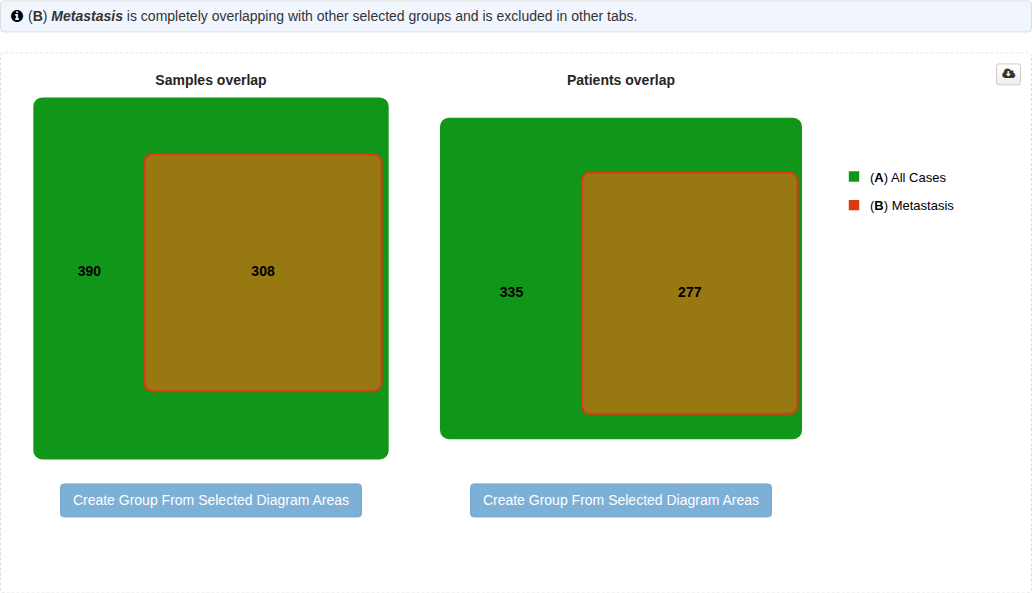 (B) Metastasis is completely overlapping with other selected groups and is excluded in other tabs.
Samples overlap
Patients overlap
390
308
335
277
(A) All Cases
(B) Metastasis
Create Group From Selected Diagram Areas
Create Group From Selected Diagram Areas